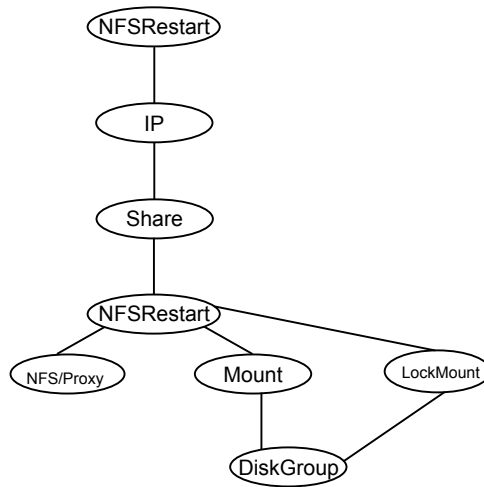 NFSRestart
IP
Share
NFSRestart
NFS/Proxy
Mount
LockMount
DiskGroup